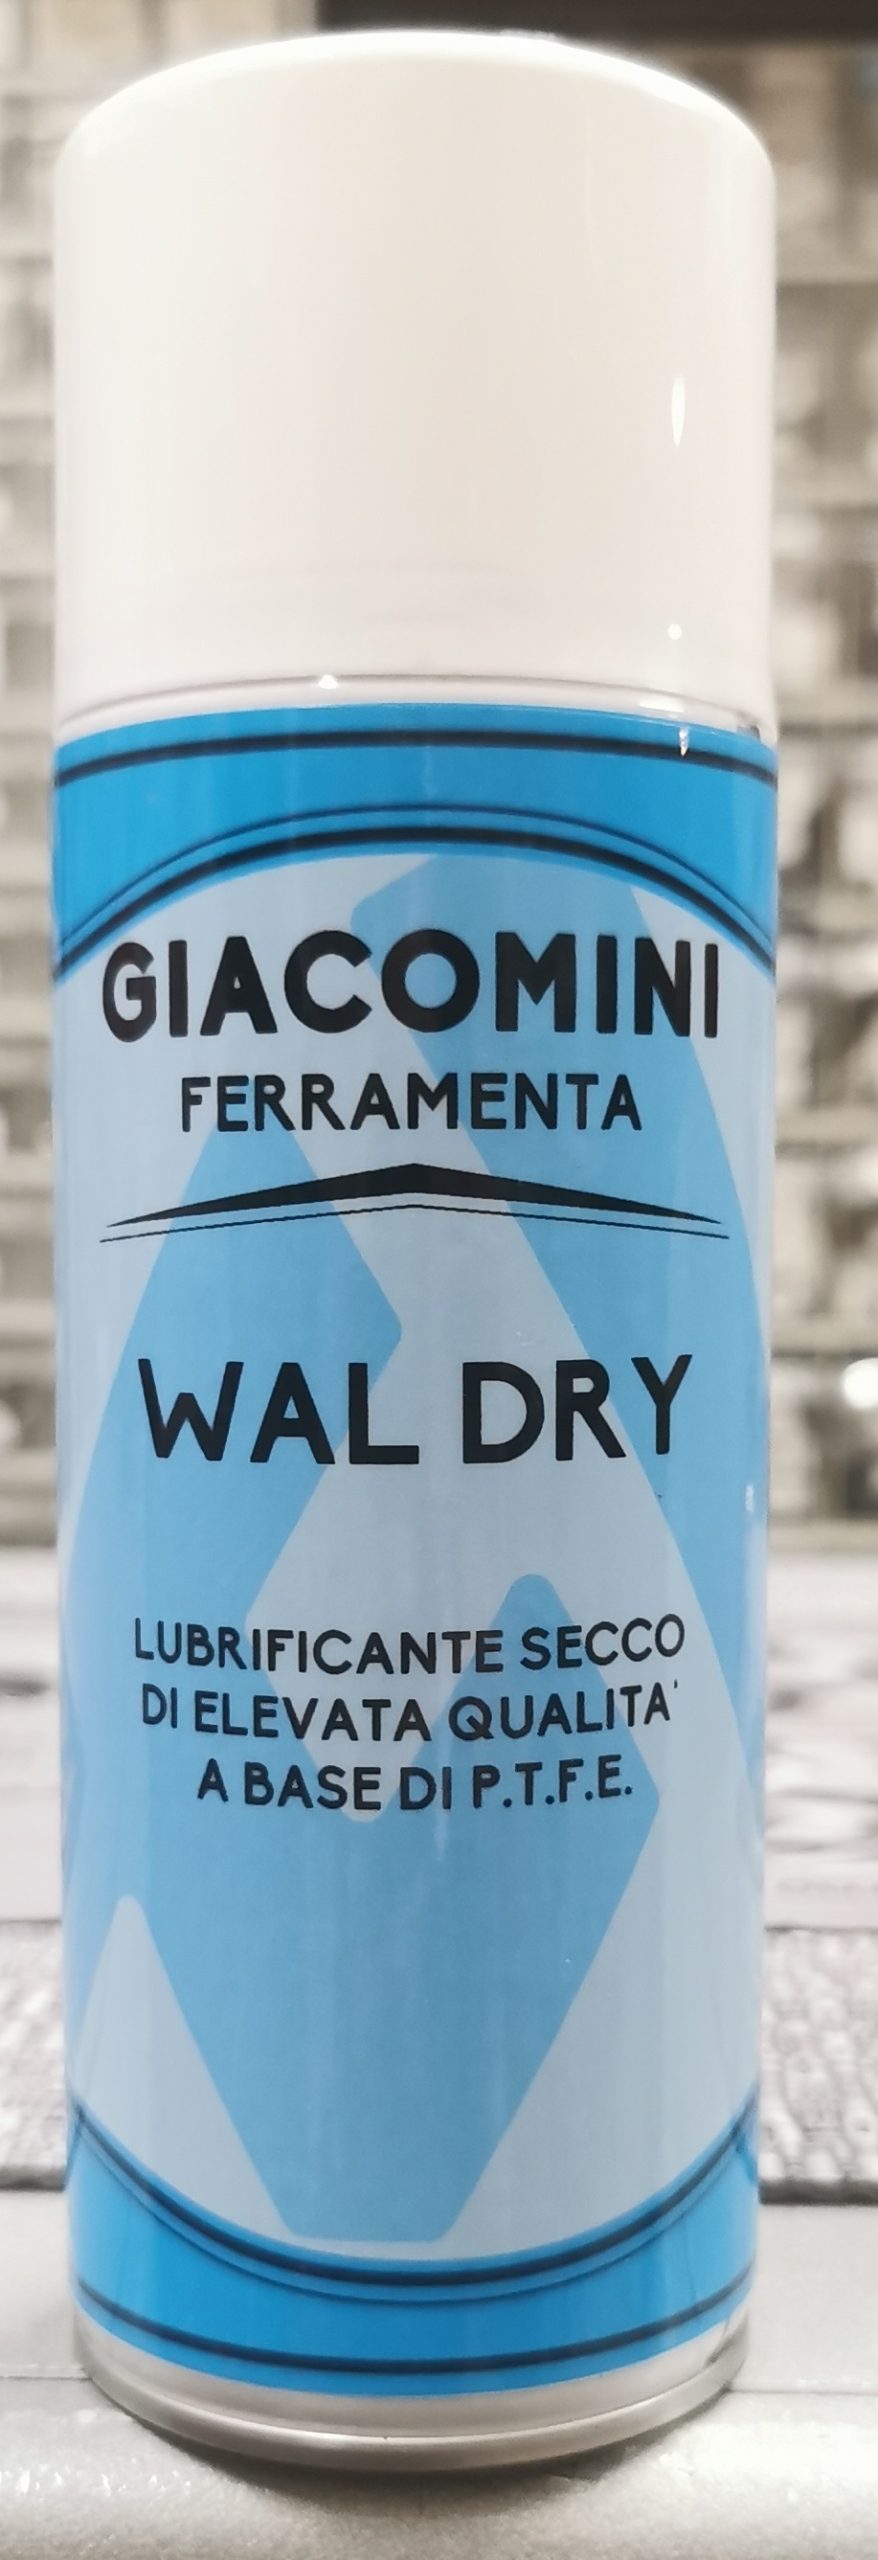 GIACOMINI
FERRAMENTA
WAL DRY
LUBRIFICANTE SECCO
DI ELEVATA QUALITA'
A BASE DI P.T.F.E.